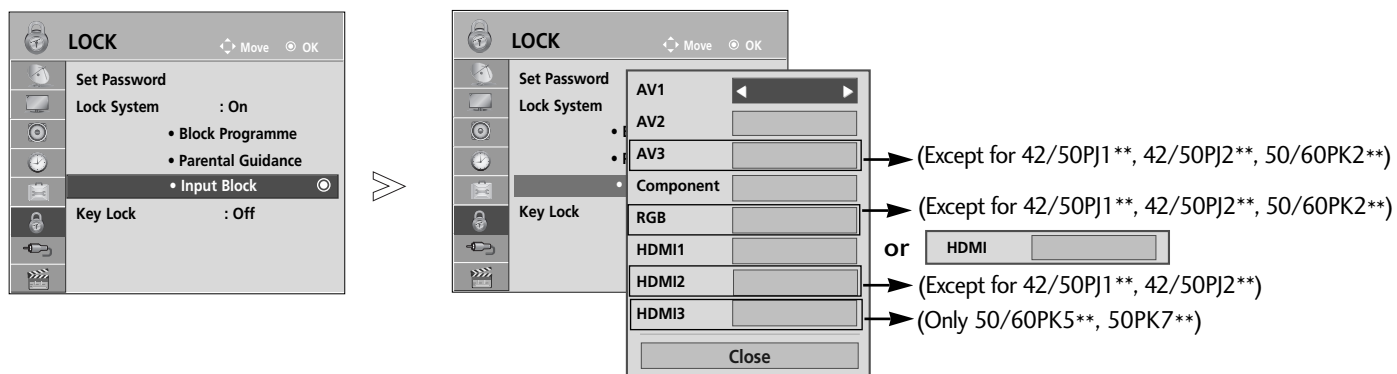 LOCK
Move OK
Set Password
Lock System : On
• Block Programme
• Parental Guidance
• Input Block
Key Lock : Off
LOCK
Move OK
Set Password
Lock System
Key Lock
AV1
AV2
AV3
Component
RGB
HDMI1
HDMI2
HDMI3
Close
(Except for 42/50PJ1**, 42/50PJ2**, 50/60PK2**)
(Except for 42/50PJ1**, 42/50PJ2**, 50/60PK2**)
or HDMI
(Except for 42/50PJ1**, 42/50PJ2**)
(Only 50/60PK5**, 50PK7**)